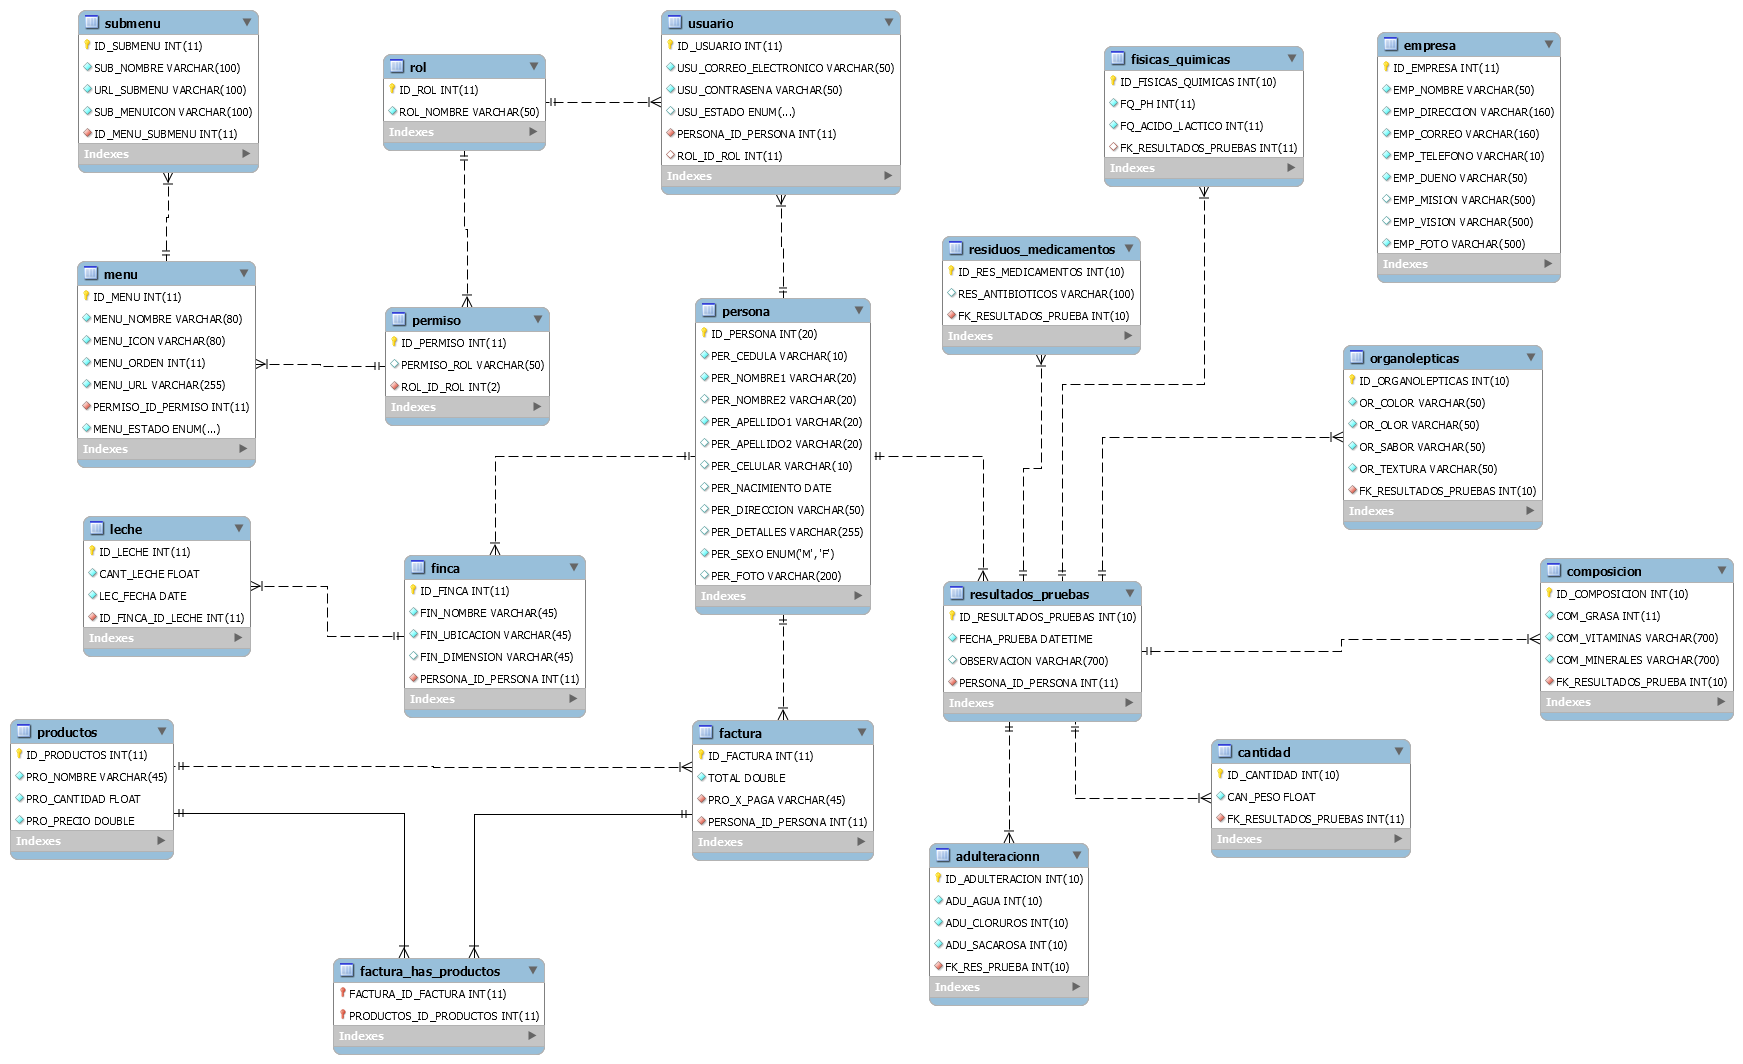 submenu
ID_SUBMENU INT(11)
SUB_NOMBRE VARCHAR(100)
URL_SUBMENU VARCHAR(100)
SUB_MENUICON VARCHAR(100)
ID_MENU_SUBMENU INT(11)
Indexes
rol
ID_ROL INT(11)
ROL_NOMBRE VARCHAR(50)
Indexes
usuario
ID_USUARIO INT(11)
USU_CORREO_ELECTRONICO VARCHAR(50)
USU_CONTRASENA VARCHAR(50)
USU_ESTADO ENUM(...)
PERSONA_ID_PERSONA INT(11)
ROL_ID_ROL INT(11)
Indexes
fisicas_quimicas
ID_FISICAS_QUIMICAS INT(10)
FQ_PH INT(11)
FQ_ACIDO_LACTICO INT(11)
FK_RESULTADOS_PRUEBAS INT(11)
Indexes
empresa
ID_EMPRESA INT(11)
EMP_NOMBRE VARCHAR(50)
EMP_DIRECCION VARCHAR(160)
EMP_CORREO VARCHAR(160)
EMP_TELEFONO VARCHAR(10)
EMP_DUENO VARCHAR(50)
EMP_MISION VARCHAR(500)
EMP_VISION VARCHAR(500)
EMP_FOTO VARCHAR(500)
Indexes
menu
ID_MENU INT(11)
MENU_NOMBRE VARCHAR(80)
MENU_ICON VARCHAR(80)
MENU_ORDEN INT(11)
MENU_URL VARCHAR(255)
PERMISO_ID_PERMISO INT(11)
MENU_ESTADO ENUM(...)
Indexes
permiso
ID_PERMISO INT(11)
PERMISO_ROL VARCHAR(50)
ROL_ID_ROL INT(2)
Indexes
persona
ID_PERSONA INT(20)
PER_CEDULA VARCHAR(10)
PER_NOMBRE1 VARCHAR(20)
PER_NOMBRE2 VARCHAR(20)
PER_APELLIDO1 VARCHAR(20)
PER_APELLIDO2 VARCHAR(20)
PER_CELULAR VARCHAR(10)
PER_NACIMIENTO DATE
PER_DIRECCION VARCHAR(50)
PER_DETALLES VARCHAR(255)
PER_SEXO ENUM('M', 'F')
PER_FOTO VARCHAR(200)
Indexes
residuos_medicamentos
ID_RES_MEDICAMENTOS INT(10)
RES_ANTIBIOTICOS VARCHAR(100)
FK_RESULTADOS_PRUEBA INT(10)
Indexes
organolepticas
ID_ORGANOLEPTICAS INT(10)
OR_COLOR VARCHAR(50)
OR_OLOR VARCHAR(50)
OR_SABOR VARCHAR(50)
OR_TEXTURA VARCHAR(50)
FK_RESULTADOS_PRUEBAS INT(10)
Indexes
leche
ID_LECHE INT(11)
CANT_LECHE FLOAT
LEC_FECHA DATE
ID_FINCA_ID_LECHE INT(11)
Indexes
finca
ID_FINCA INT(11)
FIN_NOMBRE VARCHAR(45)
FIN_UBICACION VARCHAR(45)
FIN_DIMENSION VARCHAR(45)
PERSONA_ID_PERSONA INT(11)
Indexes
resultados_pruebas
ID_RESULTADOS_PRUEBAS INT(10)
FECHA_PRUEBA DATETIME
OBSERVACION VARCHAR(700)
PERSONA_ID_PERSONA INT(11)
Indexes
composicion
ID_COMPOSICION INT(10)
COM_GRASA INT(11)
COM_VITAMINAS VARCHAR(700)
COM_MINERALES VARCHAR(700)
FK_RESULTADOS_PRUEBA INT(10)
Indexes
productos
ID_PRODUCTOS INT(11)
PRO_NOMBRE VARCHAR(45)
PRO_CANTIDAD FLOAT
PRO_PRECIO DOUBLE
Indexes
factura
ID_FACTURA INT(11)
TOTAL DOUBLE
PRO_X_PAGA VARCHAR(45)
PERSONA_ID_PERSONA INT(11)
Indexes
cantidad
ID_CANTIDAD INT(10)
CAN_PESO FLOAT
FK_RESULTADOS_PRUEBAS INT(11)
Indexes
adulteracionn
ID_ADULTERACION INT(10)
ADU_AGUA INT(10)
ADU_CLORUROS INT(10)
ADU_SACAROSA INT(10)
FK_RES_PRUEBA INT(10)
Indexes
factura_has_productos
FACTURA_ID_FACTURA INT(11)
PRODUCTOS_ID_PRODUCTOS INT(11)
Indexes